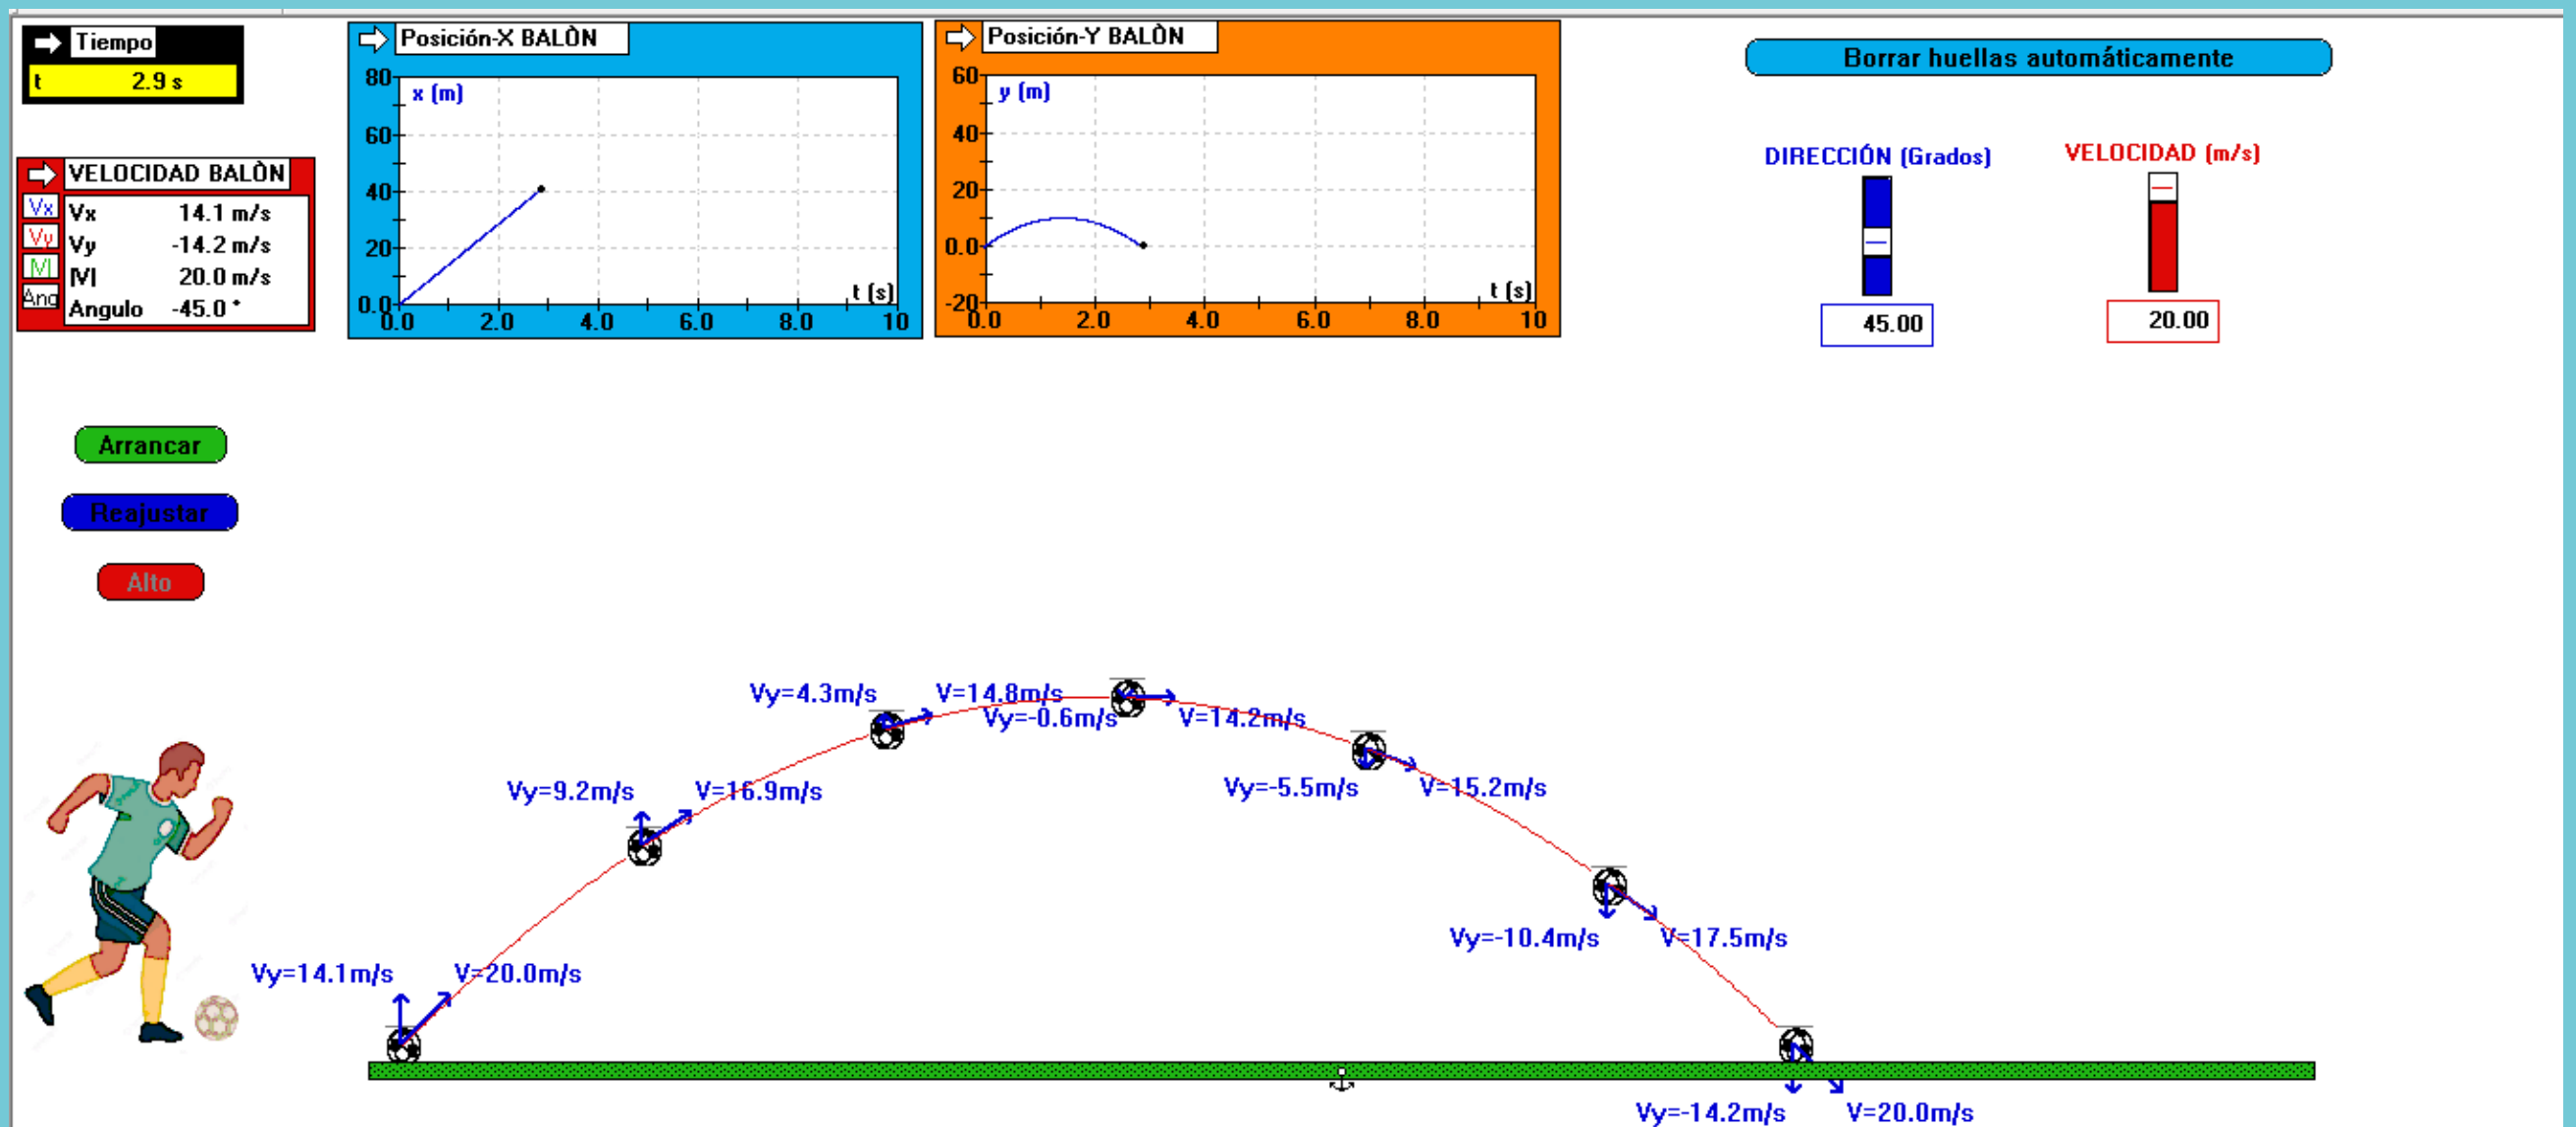 Tiempo
t 2.9 s
VELOCIDAD BALÒN
Vx Vx 14.1 m/s
Vy Vy -14.2 m/s
|V| |V| 20.0 m/s
Ang Angulo -45.0 °
Posición-X BALÒN
x (m)
80
60
40
20
0.0
t (s)
0.0 2.0 4.0 6.0 8.0 10
Posición-Y BALÒN
y (m)
60
40
20
0.0
-20
t (s)
0.0 2.0 4.0 6.0 8.0 10
Borrar huellas automáticamente
DIRECCIÓN (Grados)
45.00
VELOCIDAD (m/s)
20.00
Arrancar
Reajustar
Alto
Vy=14.1m/s V=20.0m/s
Vy=9.2m/s V=16.9m/s
Vy=4.3m/s V=14.8m/s
Vy=-0.6m/s V=14.2m/s
Vy=-5.5m/s V=15.2m/s
Vy=-10.4m/s V=17.5m/s
Vy=-14.2m/s V=20.0m/s